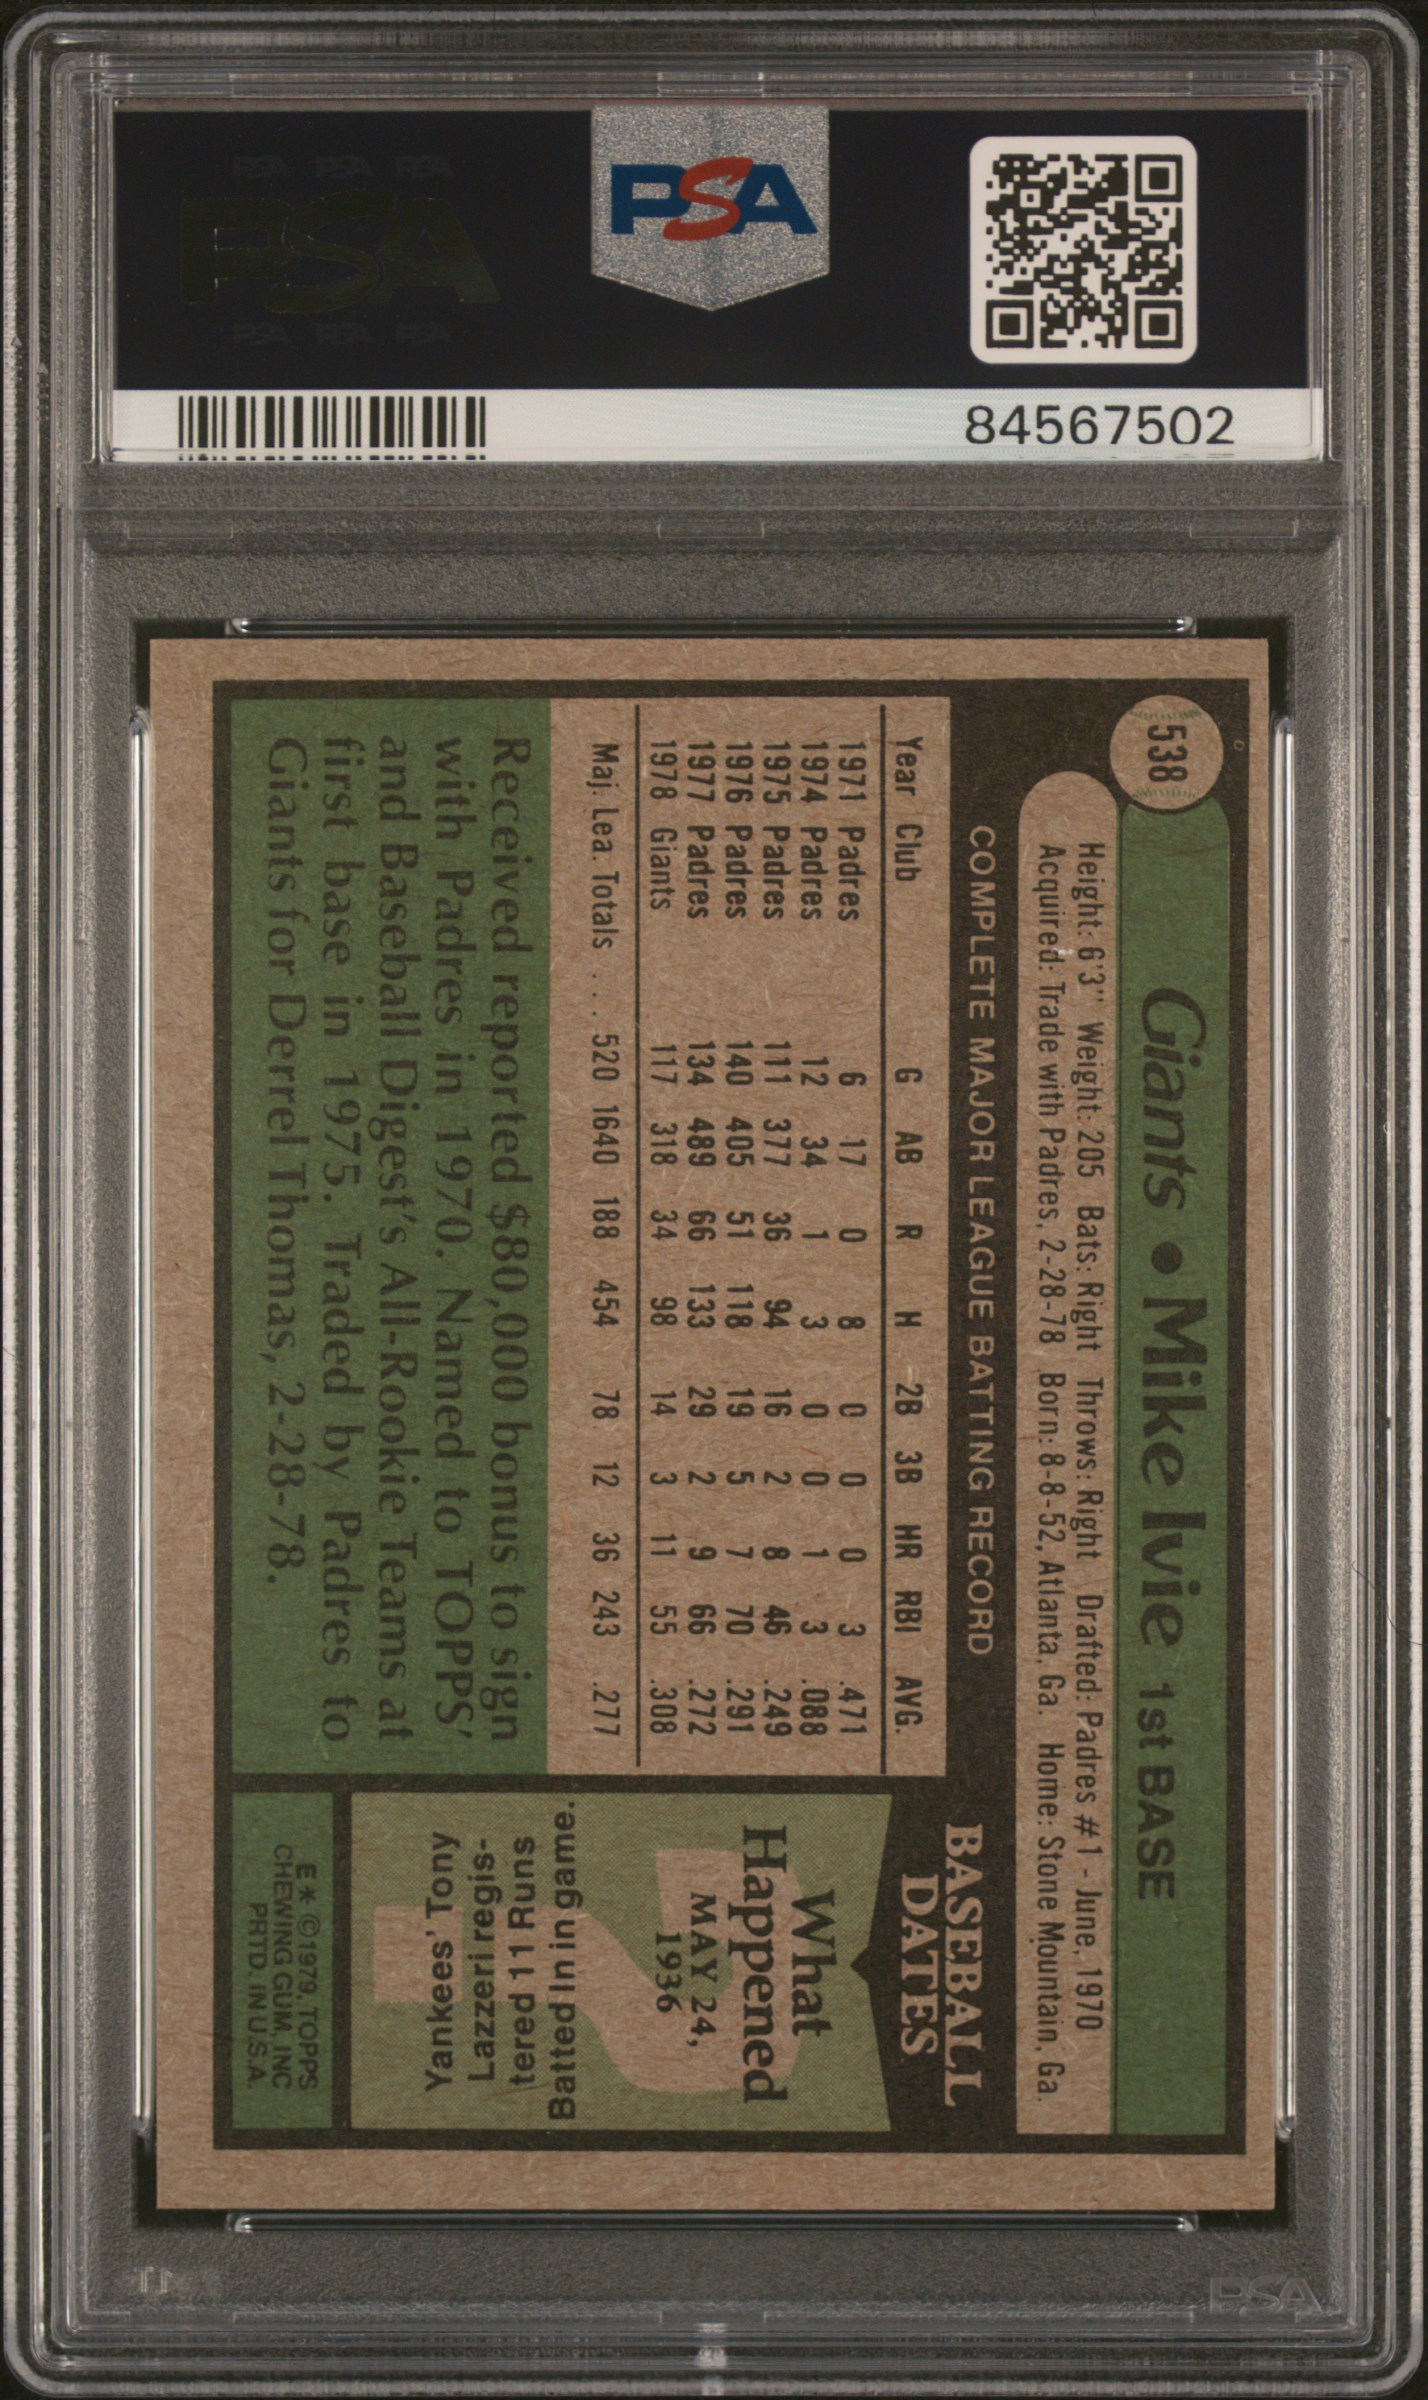 PSA PSA PSA
PSA
PSA PSA PSA
PSA
84567502
538
Giants • Mike Ivie 1st BASE
Height: 6'3" Weight: 205 Bats: Right Throws: Right Drafted: Padres #1 - June, 1970
Acquired: Trade with Padres, 2-28-78 Born: 8-8-52, Atlanta, Ga. Home: Stone Mountain, Ga.
COMPLETE MAJOR LEAGUE BATTING RECORD
Year Club G AB R H 2B 3B HR RBI AVG.
1971 Padres 6 17 0 8 0 0 0 3 .471
1974 Padres 12 34 1 3 0 0 1 3 .088
1975 Padres 111 377 36 94 16 2 8 46 .249
1976 Padres 140 405 51 118 19 5 7 70 .291
1977 Padres 134 489 66 133 29 2 9 66 .272
1978 Giants 117 318 34 98 14 3 11 55 .308
Maj. Lea. Totals . . . 520 1640 188 454 78 12 36 243 .277
Received reported $80,000 bonus to sign
with Padres in 1970. Named to TOPPS'
and Baseball Digest's All-Rookie Teams at
first base in 1975. Traded by Padres to
Giants for Derrel Thomas, 2-28-78.
BASEBALL
DATES
What
Happened
MAY 24,
1936
Batted In in game.
tered 11 Runs
Lazzeri regis-
Yankees' Tony
E* ©1979, TOPPS
CHEWING GUM, INC
PRTD. IN U.S.A.
PSA